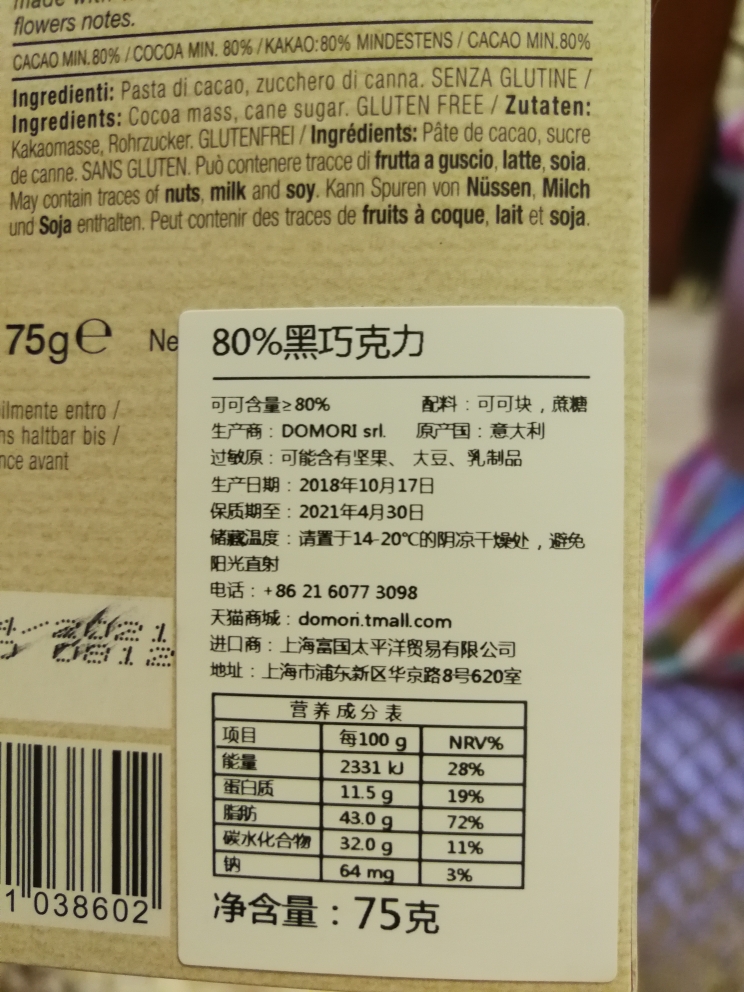 made with
flowers notes.
CACAO MIN.80% / COCOA MIN. 80% / KAKAO:80% MINDESTENS / CACAO MIN.80%
Ingredienti: Pasta di cacao, zucchero di canna. SENZA GLUTINE /
Ingredients: Cocoa mass, cane sugar. GLUTEN FREE / Zutaten:
Kakaomasse, Rohrzucker. GLUTENFREI / Ingrédients: Pâte de cacao, sucre
de canne. SANS GLUTEN. Può contenere tracce di frutta a guscio, latte, soia.
May contain traces of nuts, milk and soy. Kann Spuren von Nüssen, Milch
und Soja enthalten. Peut contenir des traces de fruits à coque, lait et soja.
75g℮ Ne
ilmente entro /
ns haltbar bis /
nce avant
2021
0812
1 038602
80%黑巧克力
可可含量≥80% 配料：可可块，蔗糖
生产商：DOMORI srl. 原产国：意大利
过敏原：可能含有坚果、大豆、乳制品
生产日期：2018年10月17日
保质期至：2021年4月30日
储藏温度：请置于14-20℃的阴凉干燥处，避免
阳光直射
电话：+86 21 6077 3098
天猫商城：domori.tmall.com
进口商：上海富国太平洋贸易有限公司
地址：上海市浦东新区华京路8号620室
营养成分表
项目 每100 g NRV%
能量 2331 kJ 28%
蛋白质 11.5 g 19%
脂肪 43.0 g 72%
碳水化合物 32.0 g 11%
钠 64 mg 3%
净含量：75克